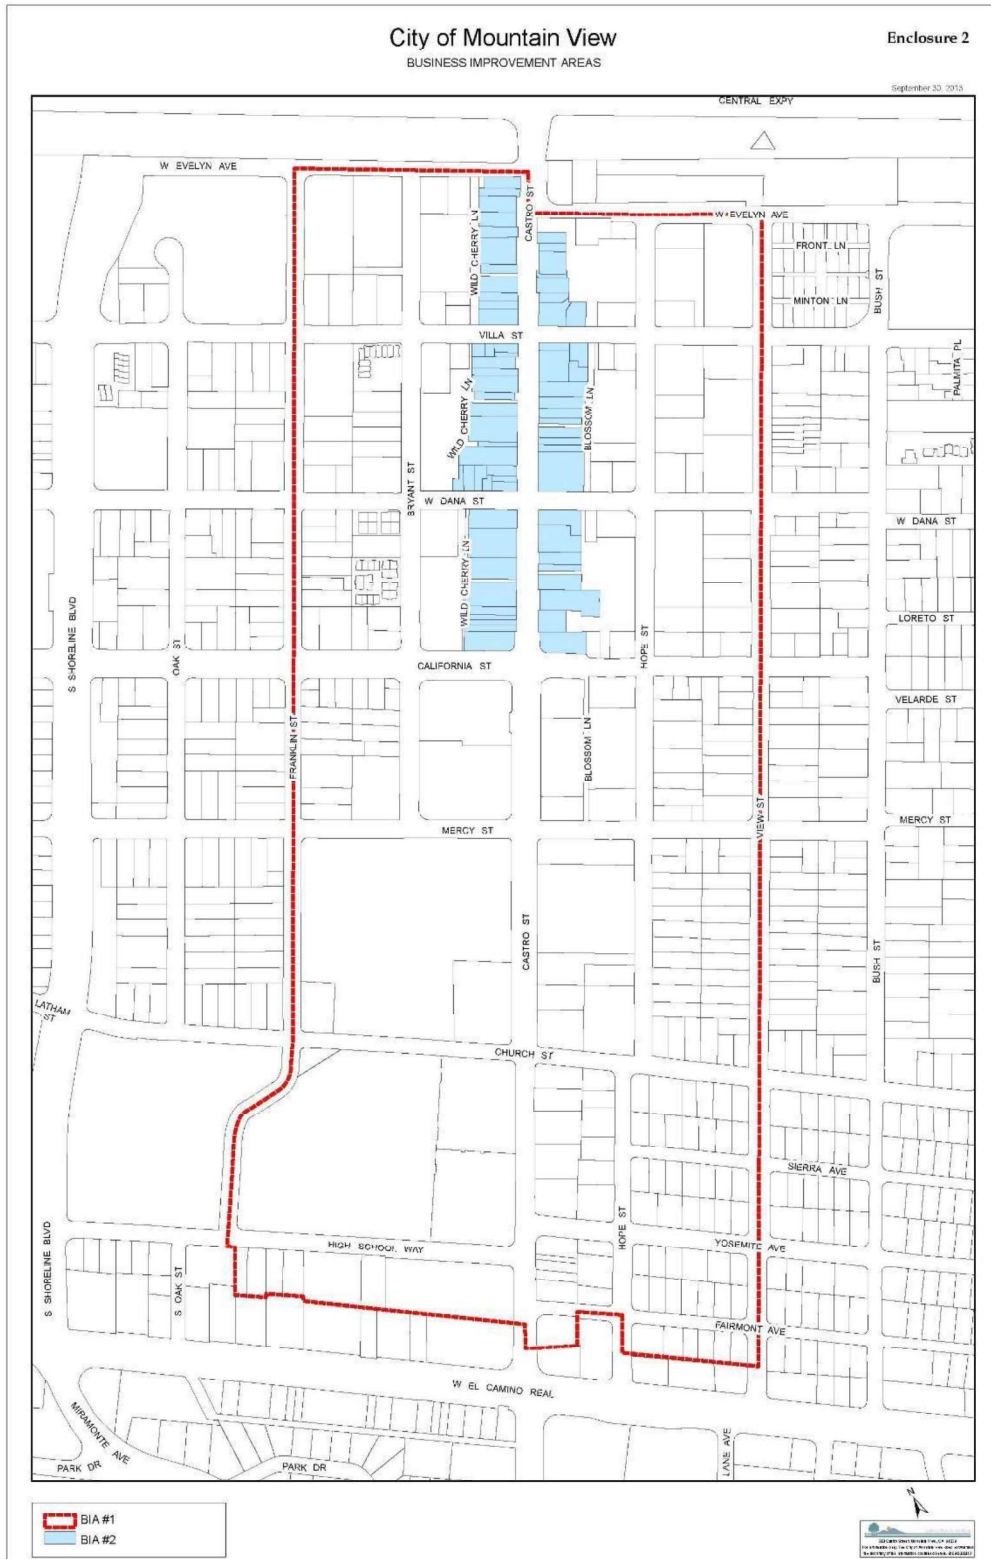 City of Mountain View
Enclosure 2
BUSINESS IMPROVEMENT AREAS
September 30, 2013
CENTRAL EXPY
W EVELYN AVE
CASTRO ST
W EVELYN AVE
WILD CHERRY LN
FRONT LN
BUSH ST
MINTON LN
VILLA ST
PALMITA PL
WILD CHERRY LN
BLOSSOM LN
BRYANT ST
W DANA ST
W DANA ST
WILD CHERRY LN
S SHORELINE BLVD
LORETO ST
OAK ST
HOPE ST
CALIFORNIA ST
VELARDE ST
FRANKLIN ST
BLOSSOM LN
VIEW ST
MERCY ST
MERCY ST
CASTRO ST
BUSH ST
LATHAM
ST
CHURCH ST
SIERRA AVE
HOPE ST
S SHORELINE BLVD
HIGH SCHOOL WAY
YOSEMITE AVE
S OAK ST
FAIRMONT AVE
W EL CAMINO REAL
MIRAMONTE AVE
LANE AVE
PARK DR
PARK DR
N
BIA #1
BIA #2